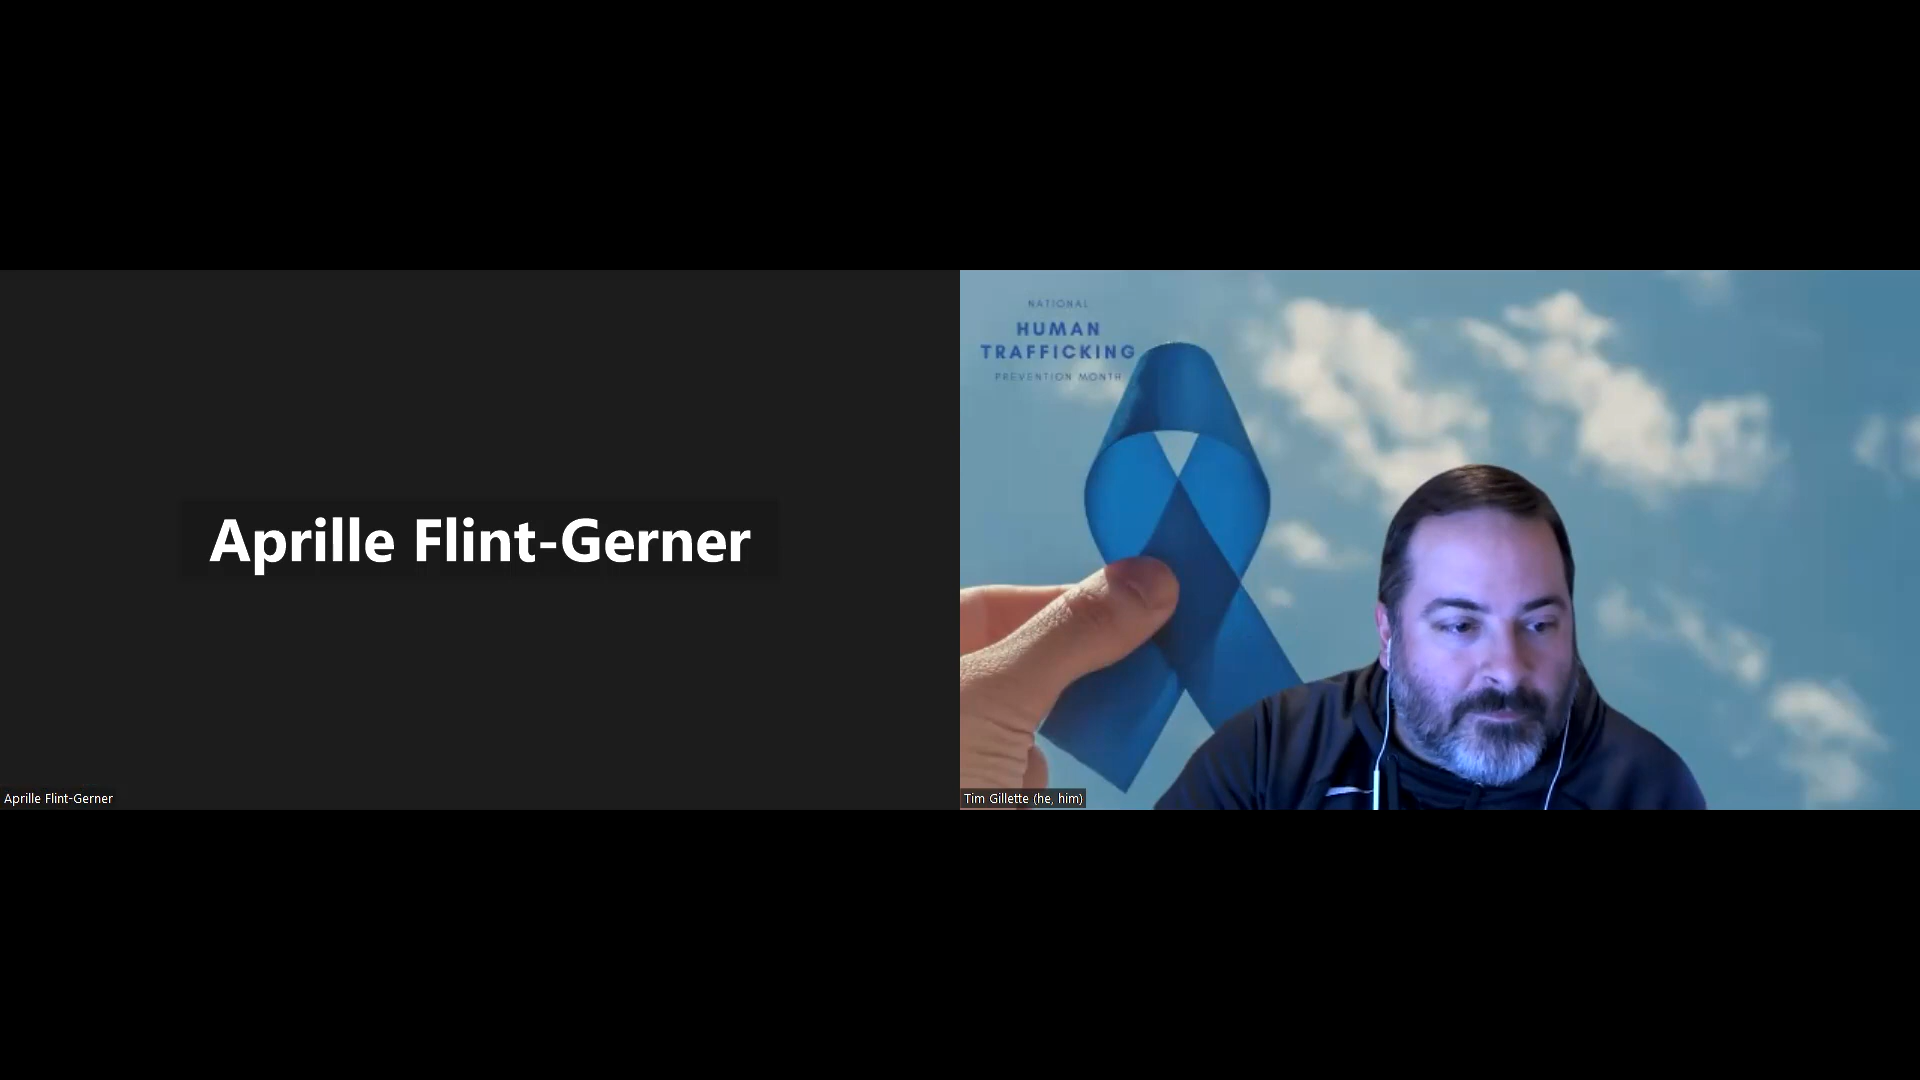 Aprille Flint-Gerner
Aprille Flint-Gerner
NATIONAL
HUMAN
TRAFFICKING
PREVENTION MONTH
Tim Gillette (he, him)